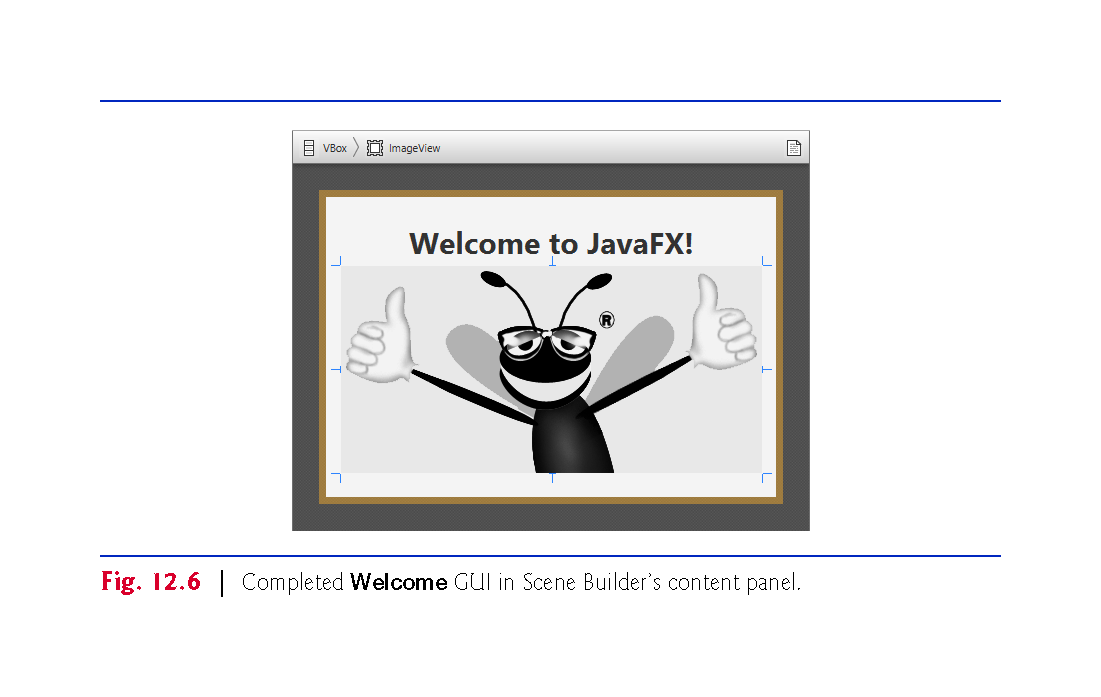 VBox ImageView
Welcome to JavaFX!
®
Fig. 12.6 | Completed Welcome GUI in Scene Builder’s content panel.